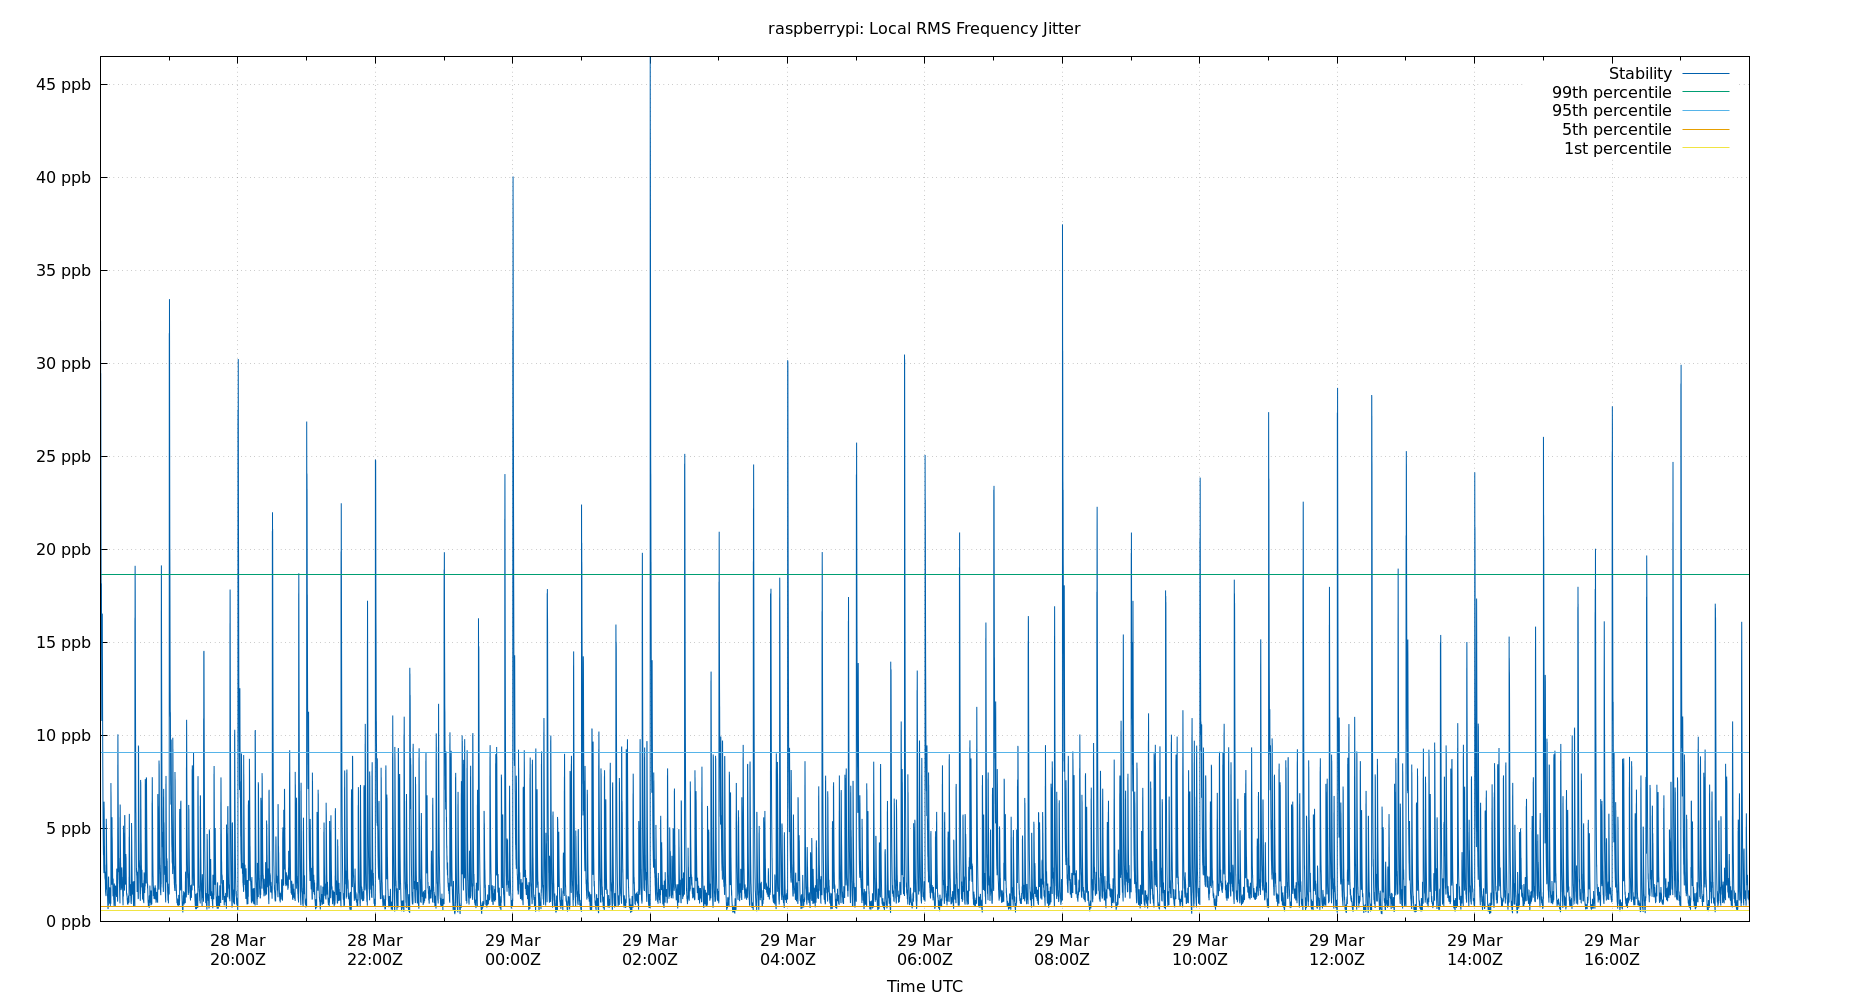 raspberrypi: Local RMS Frequency Jitter
Stability
99th percentile
95th percentile
5th percentile
1st percentile
45 ppb
40 ppb
35 ppb
30 ppb
25 ppb
20 ppb
15 ppb
10 ppb
5 ppb
0 ppb
28 Mar
20:00Z
28 Mar
22:00Z
29 Mar
00:00Z
29 Mar
02:00Z
29 Mar
04:00Z
29 Mar
06:00Z
29 Mar
08:00Z
29 Mar
10:00Z
29 Mar
12:00Z
29 Mar
14:00Z
29 Mar
16:00Z
Time UTC